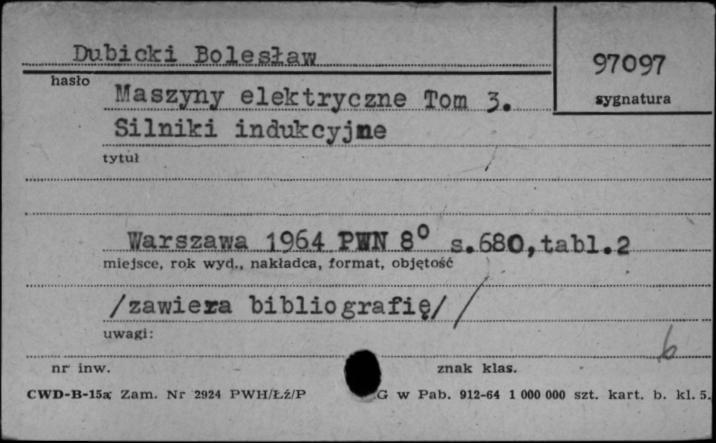 Dubicki Bolesław
97097
hasło
sygnatura
Maszyny elektryczne Tom 3.
Silniki indukcyjne
tytuł
Warszawa 1964 PWN 8° s.680,tabl.2
miejsce, rok wyd., nakładca, format, objętość
/zawiera bibliografię/ /
uwagi:
6
nr inw. znak klas.
CWD-B-15a; Zam. Nr 2924 PWH/Łź/P G w Pab. 912-64 1 000 000 szt. kart. b. kl. 5.